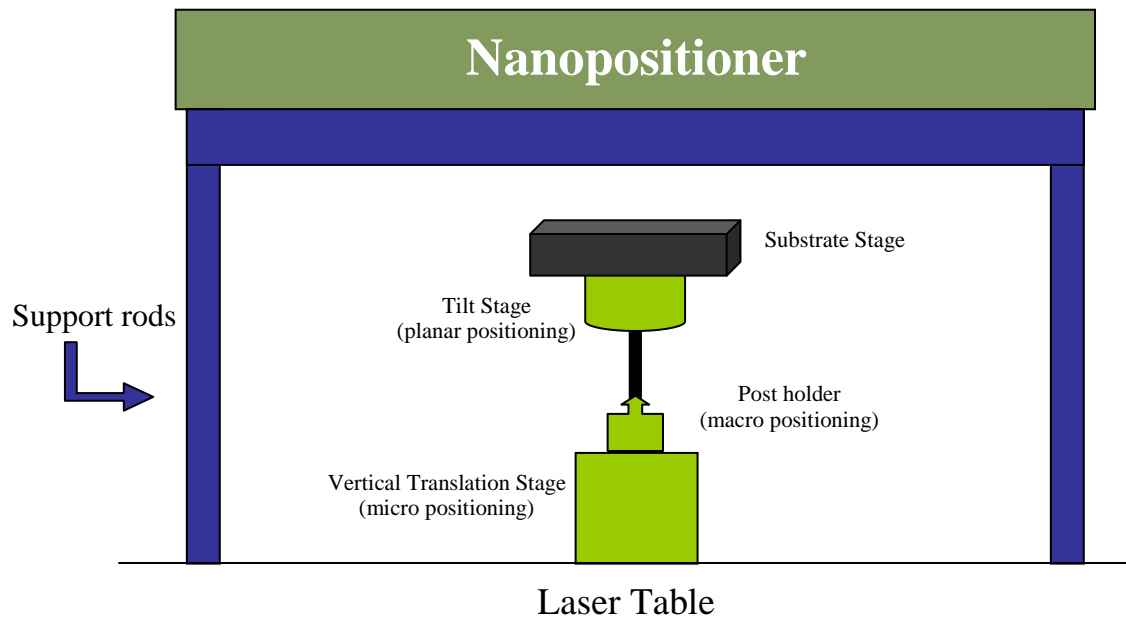 Nanopositioner
Substrate Stage
Tilt Stage
(planar positioning)
Support rods
Post holder
(macro positioning)
Vertical Translation Stage
(micro positioning)
Laser Table